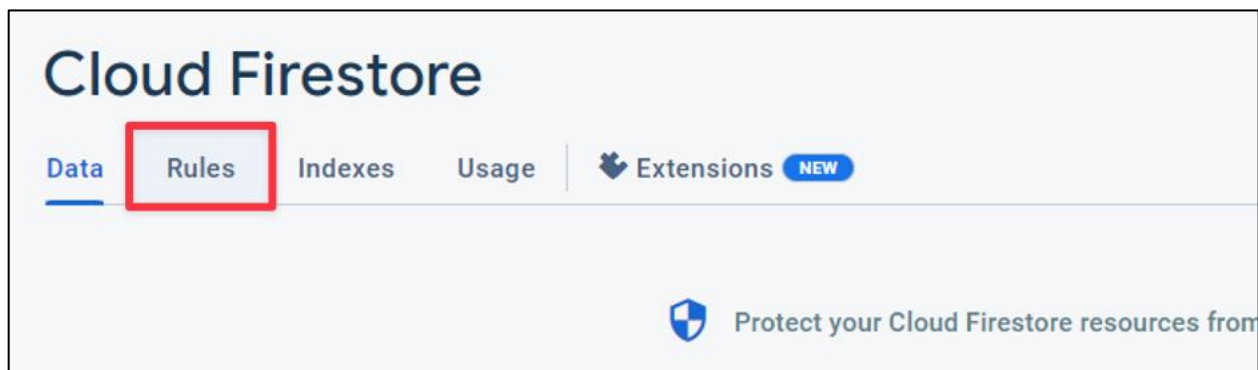 Cloud Firestore
Data Rules Indexes Usage Extensions NEW
Protect your Cloud Firestore resources from